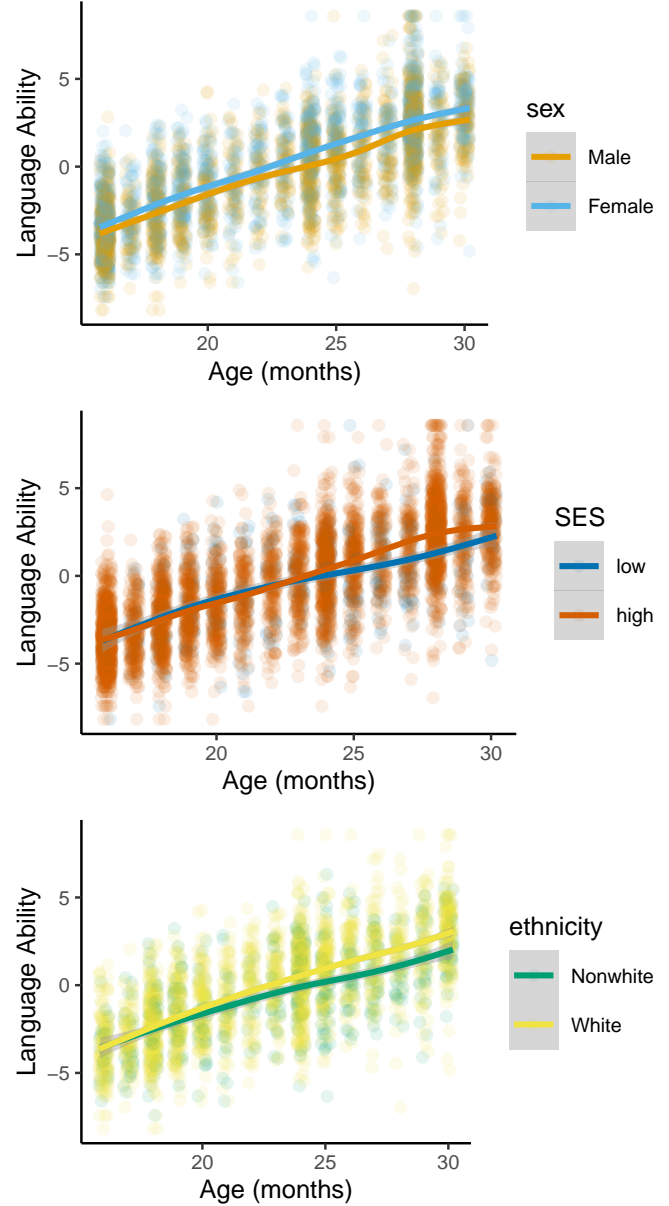 5
0
−5
Language Ability
20
25
30
Age (months)
sex
Male
Female
5
0
−5
Language Ability
20
25
30
Age (months)
SES
low
high
5
0
−5
Language Ability
20
25
30
Age (months)
ethnicity
Nonwhite
White